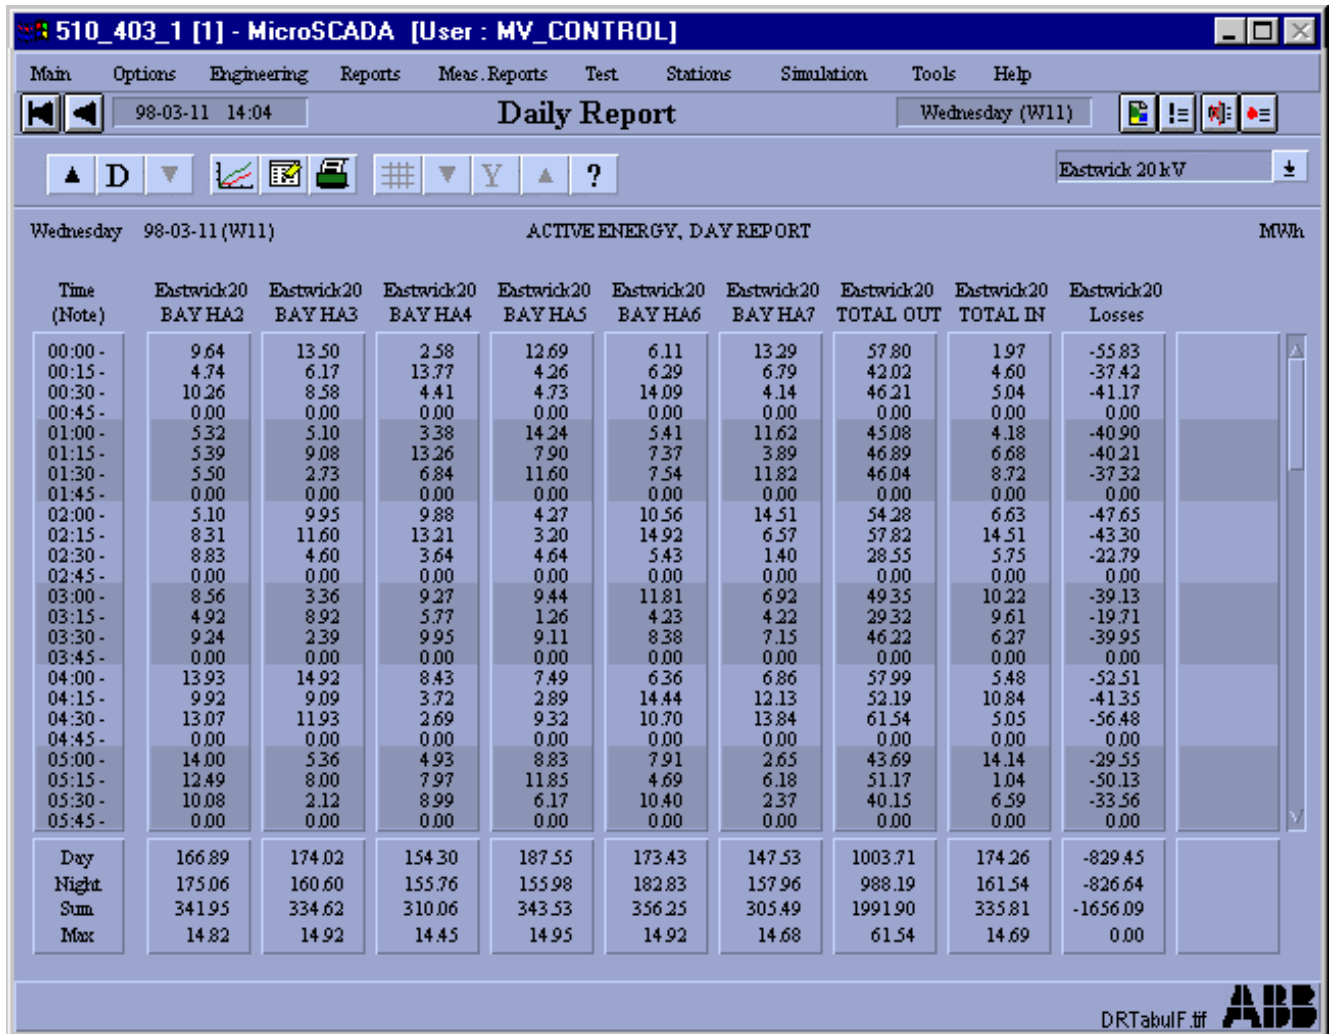 510_403_1 [1] - MicroSCADA [User : MV_CONTROL]
Main Options Engineering Reports Meas. Reports Test Stations Simulation Tools Help
98-03-11 14:04 Daily Report Wednesday (W11)
D Y ? Eastwick 20 kV
Wednesday 98-03-11 (W11) ACTIVE ENERGY, DAY REPORT MWh
Time Eastwick20 Eastwick20 Eastwick20 Eastwick20 Eastwick20 Eastwick20 Eastwick20 Eastwick20 Eastwick20
(Note) BAY HA2 BAY HA3 BAY HA4 BAY HA5 BAY HA6 BAY HA7 TOTAL OUT TOTAL IN Losses
00:00 - 9.64 13.50 2.58 12.69 6.11 13.29 57.80 1.97 -55.83
00:15 - 4.74 6.17 13.77 4.26 6.29 6.79 42.02 4.60 -37.42
00:30 - 10.26 8.58 4.41 4.73 14.09 4.14 46.21 5.04 -41.17
00:45 - 0.00 0.00 0.00 0.00 0.00 0.00 0.00 0.00 0.00
01:00 - 5.32 5.10 3.38 14.24 5.41 11.62 45.08 4.18 -40.90
01:15 - 5.39 9.08 13.26 7.90 7.37 3.89 46.89 6.68 -40.21
01:30 - 5.50 2.73 6.84 11.60 7.54 11.82 46.04 8.72 -37.32
01:45 - 0.00 0.00 0.00 0.00 0.00 0.00 0.00 0.00 0.00
02:00 - 5.10 9.95 9.88 4.27 10.56 14.51 54.28 6.63 -47.65
02:15 - 8.31 11.60 13.21 3.20 14.92 6.57 57.82 14.51 -43.30
02:30 - 8.83 4.60 3.64 4.64 5.43 1.40 28.55 5.75 -22.79
02:45 - 0.00 0.00 0.00 0.00 0.00 0.00 0.00 0.00 0.00
03:00 - 8.56 3.36 9.27 9.44 11.81 6.92 49.35 10.22 -39.13
03:15 - 4.92 8.92 5.77 1.26 4.23 4.22 29.32 9.61 -19.71
03:30 - 9.24 2.39 9.95 9.11 8.38 7.15 46.22 6.27 -39.95
03:45 - 0.00 0.00 0.00 0.00 0.00 0.00 0.00 0.00 0.00
04:00 - 13.93 14.92 8.43 7.49 6.36 6.86 57.99 5.48 -52.51
04:15 - 9.92 9.09 3.72 2.89 14.44 12.13 52.19 10.84 -41.35
04:30 - 13.07 11.93 2.69 9.32 10.70 13.84 61.54 5.05 -56.48
04:45 - 0.00 0.00 0.00 0.00 0.00 0.00 0.00 0.00 0.00
05:00 - 14.00 5.36 4.93 8.83 7.91 2.65 43.69 14.14 -29.55
05:15 - 12.49 8.00 7.97 11.85 4.69 6.18 51.17 1.04 -50.13
05:30 - 10.08 2.12 8.99 6.17 10.40 2.37 40.15 6.59 -33.56
05:45 - 0.00 0.00 0.00 0.00 0.00 0.00 0.00 0.00 0.00
Day 166.89 174.02 154.30 187.55 173.43 147.53 1003.71 174.26 -829.45
Night 175.06 160.60 155.76 155.98 182.83 157.96 988.19 161.54 -826.64
Sum 341.95 334.62 310.06 343.53 356.25 305.49 1991.90 335.81 -1656.09
Max 14.82 14.92 14.45 14.95 14.92 14.68 61.54 14.69 0.00
DRTabulF.tif ABB